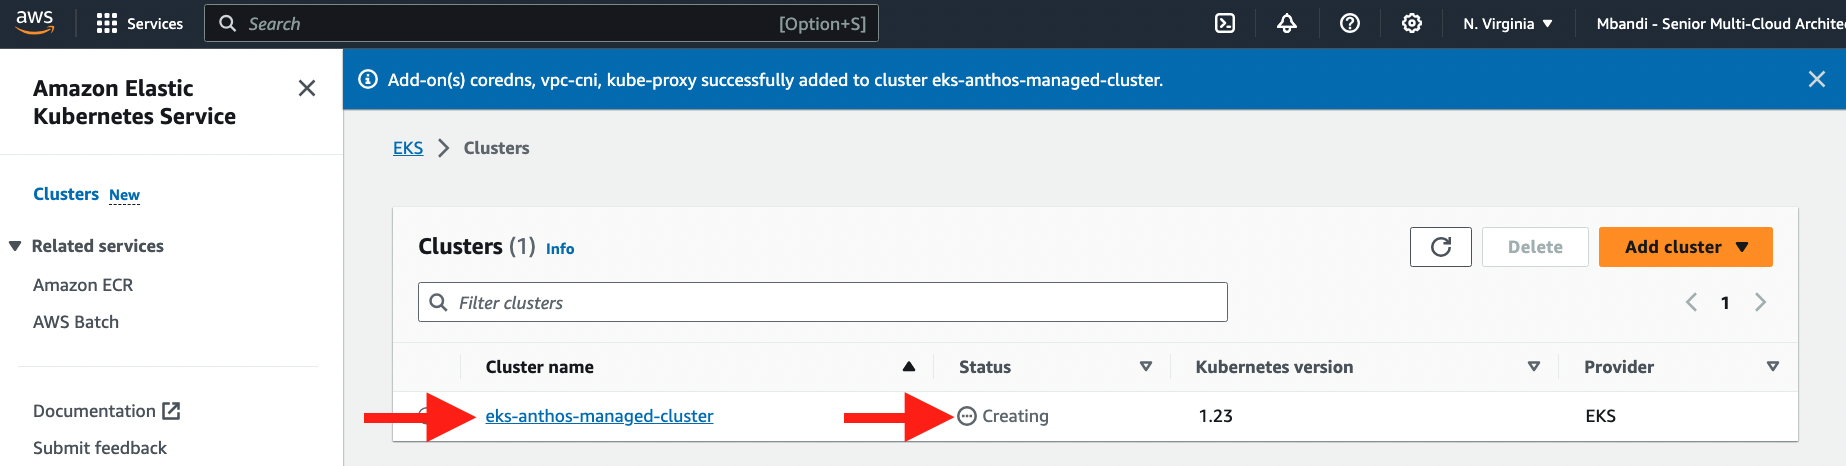 aws
Services
Search [Option+S]
N. Virginia
Mbandi - Senior Multi-Cloud Archite
Amazon Elastic
Kubernetes Service
Clusters New
Related services
Amazon ECR
AWS Batch
Documentation
Submit feedback
Add-on(s) coredns, vpc-cni, kube-proxy successfully added to cluster eks-anthos-managed-cluster.
EKS Clusters
Clusters (1) Info
Delete
Add cluster
Filter clusters
1
Cluster name Status Kubernetes version Provider
eks-anthos-managed-cluster Creating 1.23 EKS